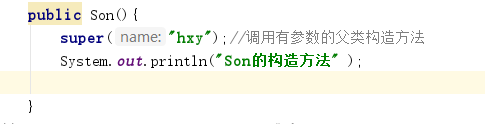 public Son(){
super( name: "hxy");//调用有参数的父类构造方法
System.out.println("Son的构造方法" );
}